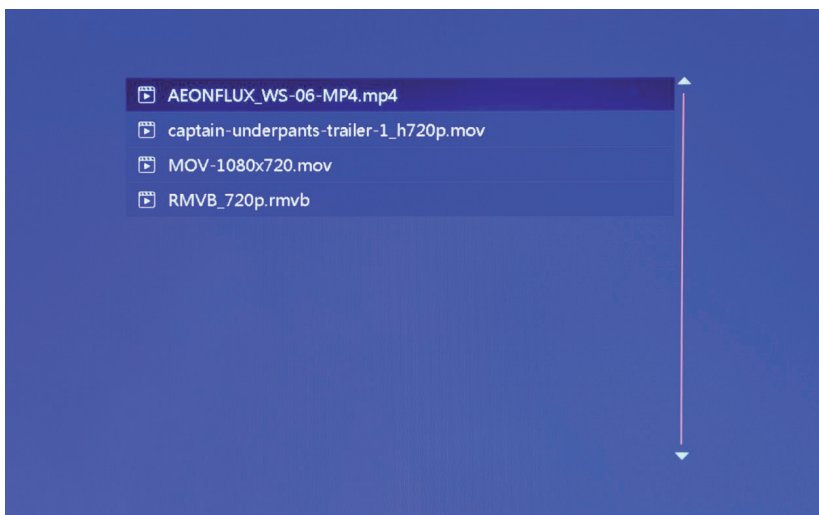 AEONFLUX_WS-06-MP4.mp4
captain-underpants-trailer-1_h720p.mov
MOV-1080x720.mov
RMVB_720p.rmvb